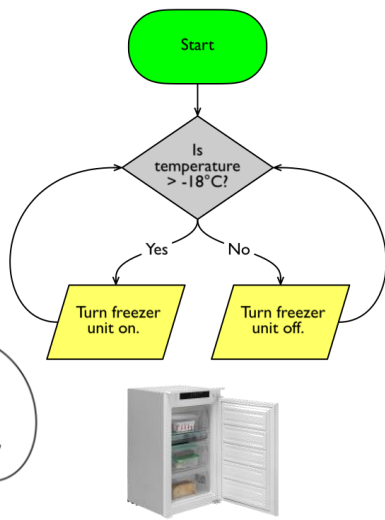 Start
Is
temperature
> -18°C?
Yes
No
Turn freezer
unit on.
Turn freezer
unit off.